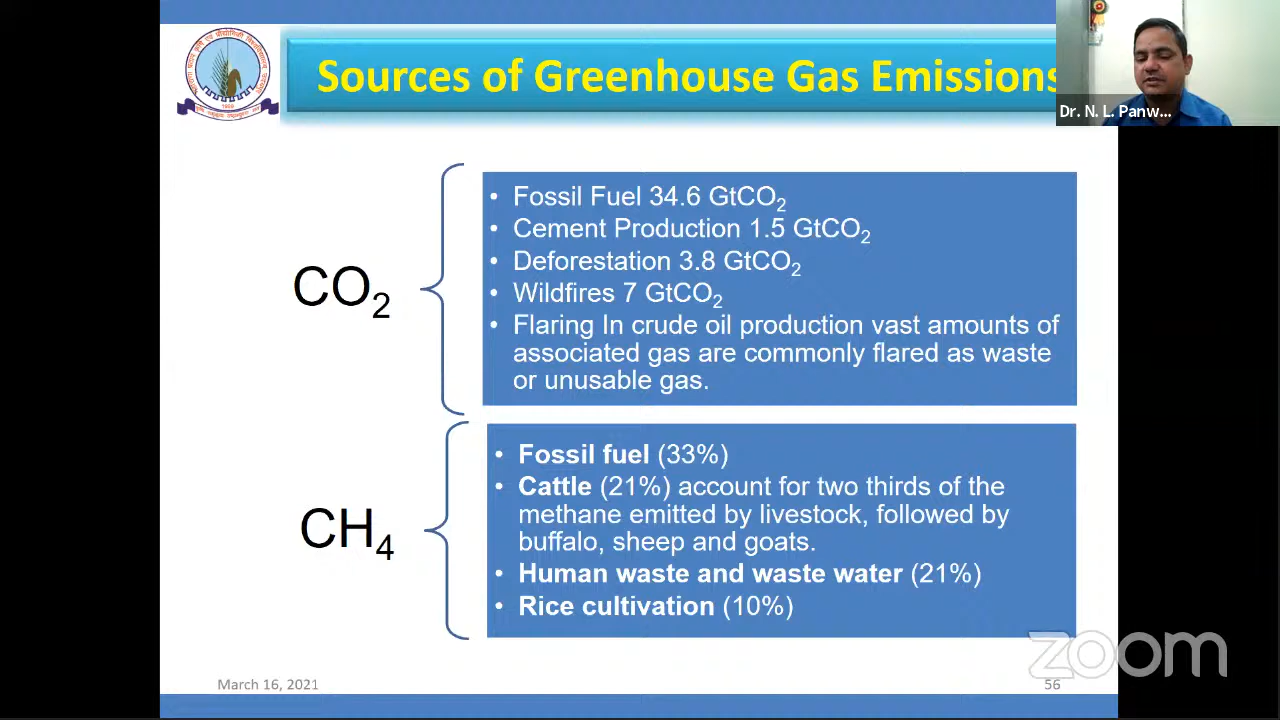 Sources of Greenhouse Gas Emissions
Dr. N. L. Panw...
CO₂
• Fossil Fuel 34.6 GtCO₂
• Cement Production 1.5 GtCO₂
• Deforestation 3.8 GtCO₂
• Wildfires 7 GtCO₂
• Flaring In crude oil production vast amounts of
associated gas are commonly flared as waste
or unusable gas.
CH₄
• Fossil fuel (33%)
• Cattle (21%) account for two thirds of the
methane emitted by livestock, followed by
buffalo, sheep and goats.
• Human waste and waste water (21%)
• Rice cultivation (10%)
zoom
March 16, 2021
56